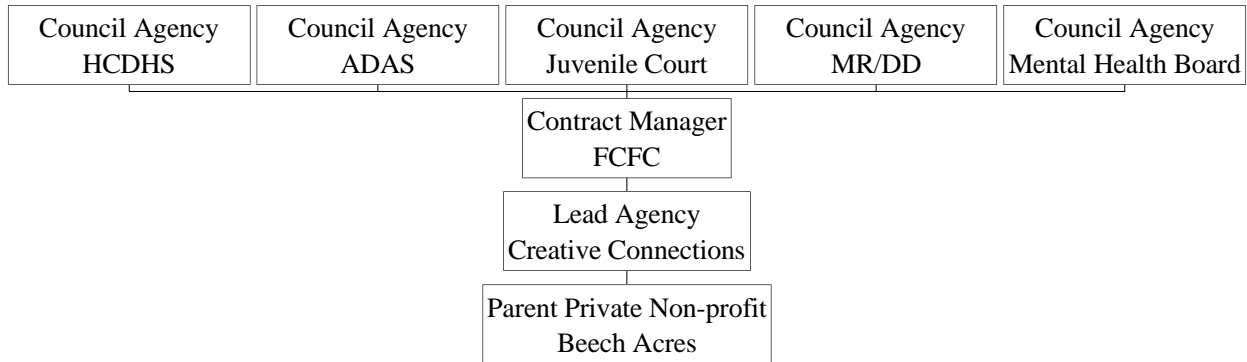 Council Agency
HCDHS
Council Agency
ADAS
Council Agency
Juvenile Court
Council Agency
MR/DD
Council Agency
Mental Health Board
Contract Manager
FCFC
Lead Agency
Creative Connections
Parent Private Non-profit
Beech Acres